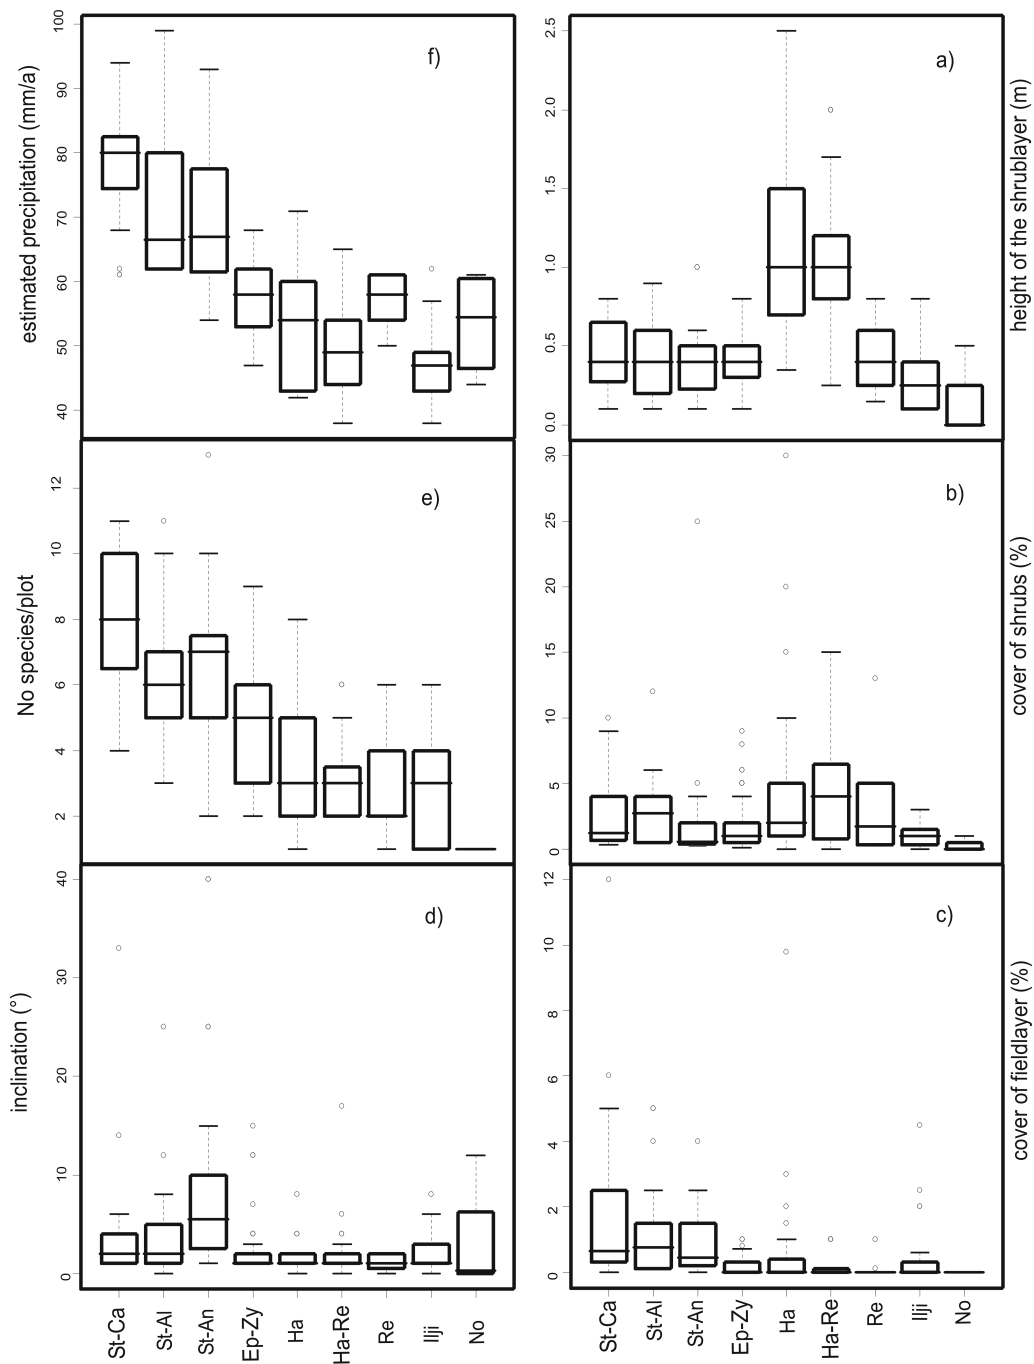 estimated precipitation (mm/a)
100
90
80
70
60
50
40
f)
height of the shrublayer (m)
2.5
2.0
1.5
1.0
0.5
0.0
a)
No species/plot
12
10
8
6
4
2
e)
cover of shrubs (%)
30
25
20
15
10
5
0
b)
inclination (°)
40
30
20
10
0
d)
cover of fieldlayer (%)
12
10
8
6
4
2
0
c)
St-Ca
St-Al
St-An
Ep-Zy
Ha
Ha-Re
Re
Ilji
No
St-Ca
St-Al
St-An
Ep-Zy
Ha
Ha-Re
Re
Ilji
No